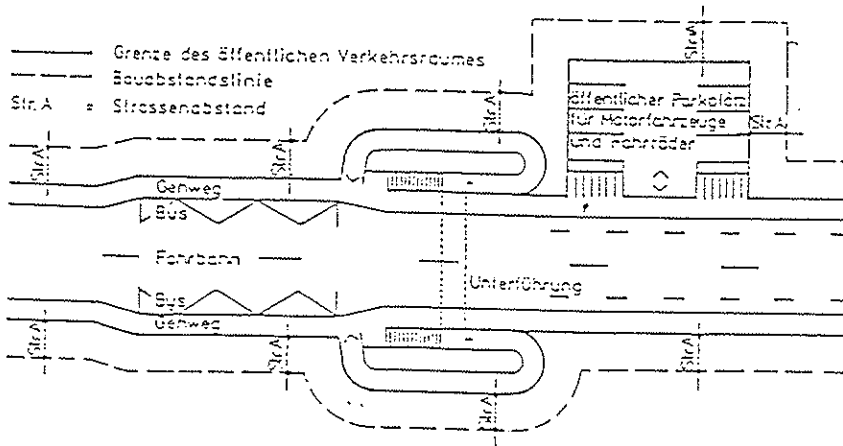 Grenze des öffentlichen Verkehrsraumes
Bauabstandslinie
Str.A = Strassenabstand
Str.A
Str.A
Str.A
Str.A
öffentlicher Parkplatz
für Motorfahrzeuge
und Fahrräder
Str.A
Gehweg
Bus
Fahrbahn
Unterführung
Bus
Gehweg
Str.A
Str.A
Str.A
Str.A